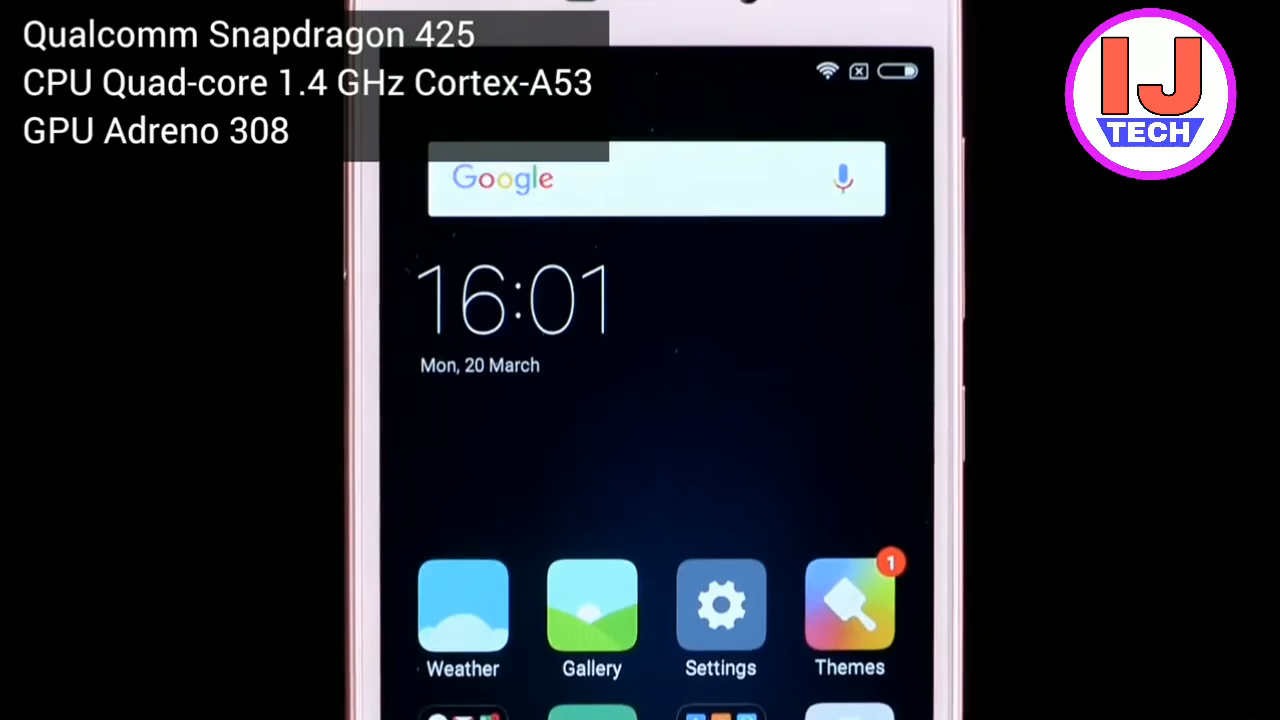 Qualcomm Snapdragon 425
CPU Quad-core 1.4 GHz Cortex-A53
GPU Adreno 308
IJ
TECH
Google
16:01
Mon, 20 March
1
Weather
Gallery
Settings
Themes